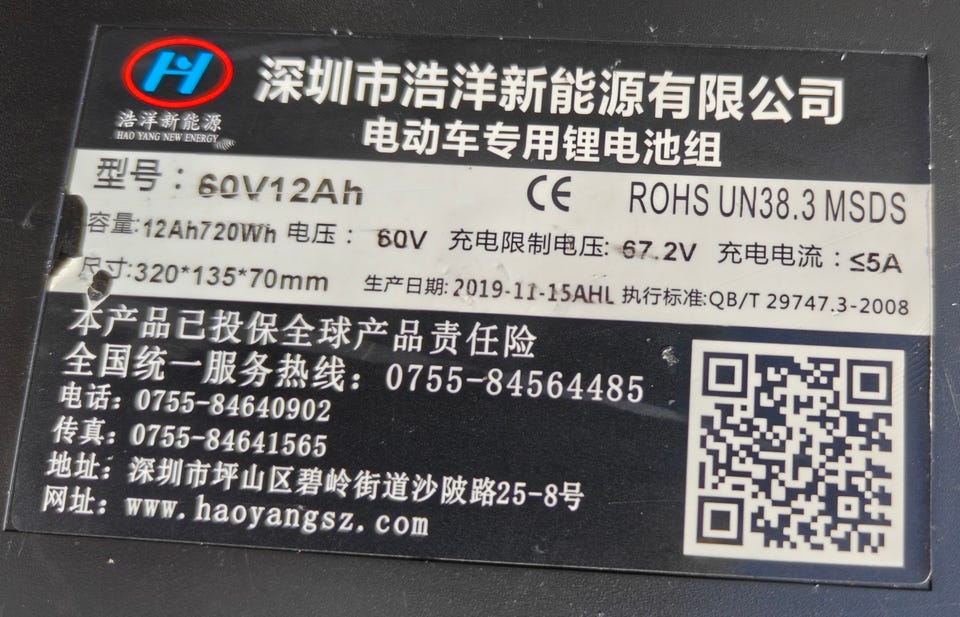 深圳市浩洋新能源有限公司
浩洋新能源
HAO YANG NEW ENERGY
电动车专用锂电池组
型号：60V12Ah CE ROHS UN38.3 MSDS
容量:12Ah720Wh 电压：60V 充电限制电压:67.2V 充电电流：≤5A
尺寸:320*135*70mm 生产日期:2019-11-15AHL 执行标准:QB/T 29747.3-2008
本产品已投保全球产品责任险
全国统一服务热线：0755-84564485
电话：0755-84640902
传真：0755-84641565
地址：深圳市坪山区碧岭街道沙陂路25-8号
网址：www.haoyangsz.com